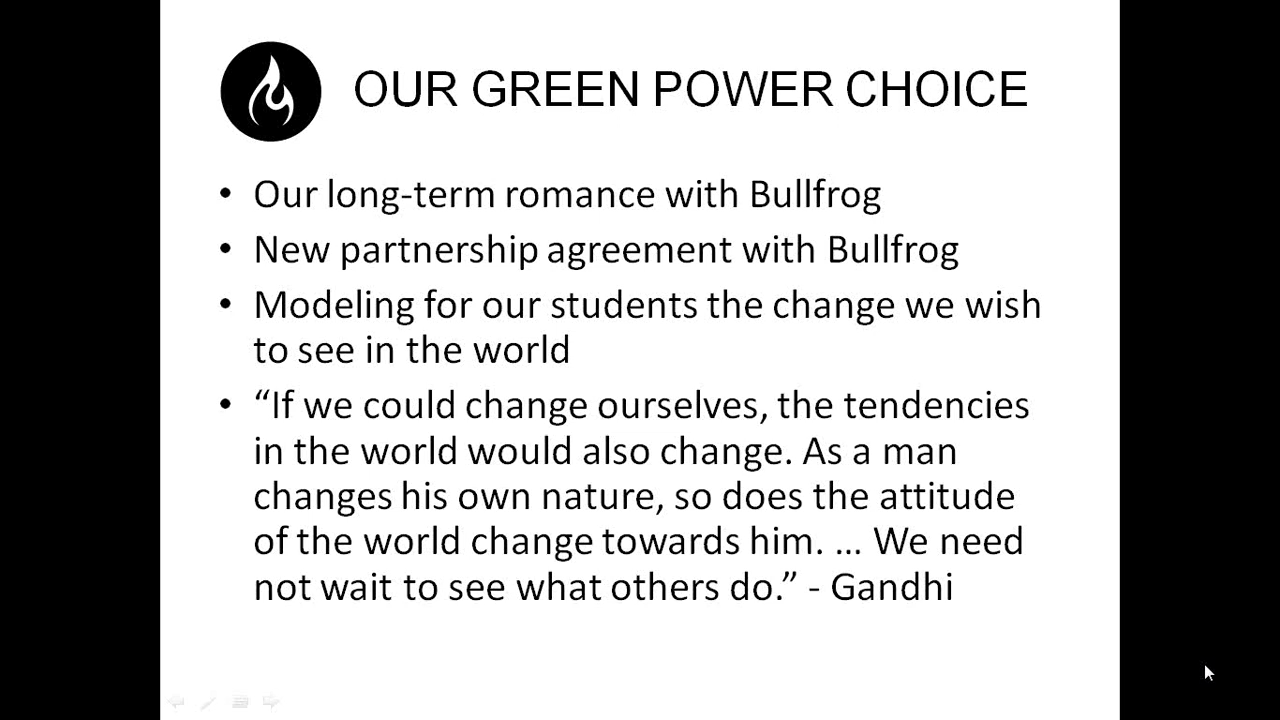 OUR GREEN POWER CHOICE
• Our long-term romance with Bullfrog
• New partnership agreement with Bullfrog
• Modeling for our students the change we wish
to see in the world
• “If we could change ourselves, the tendencies
in the world would also change. As a man
changes his own nature, so does the attitude
of the world change towards him. … We need
not wait to see what others do.” - Gandhi